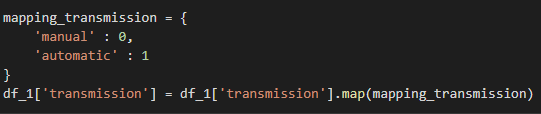 mapping_transmission = {
    'manual' : 0,
    'automatic' : 1
}
df_1['transmission'] = df_1['transmission'].map(mapping_transmission)